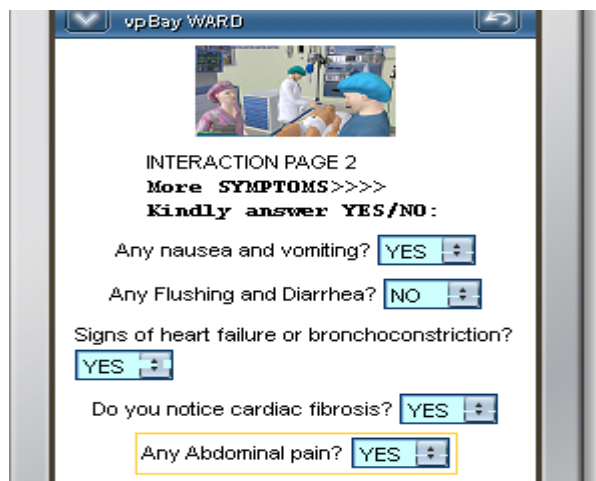 vpBay WARD
INTERACTION PAGE 2
More SYMPTOMS>>>>
Kindly answer YES/NO:
Any nausea and vomiting? YES
Any Flushing and Diarrhea? NO
Signs of heart failure or bronchoconstriction?
YES
Do you notice cardiac fibrosis? YES
Any Abdominal pain? YES